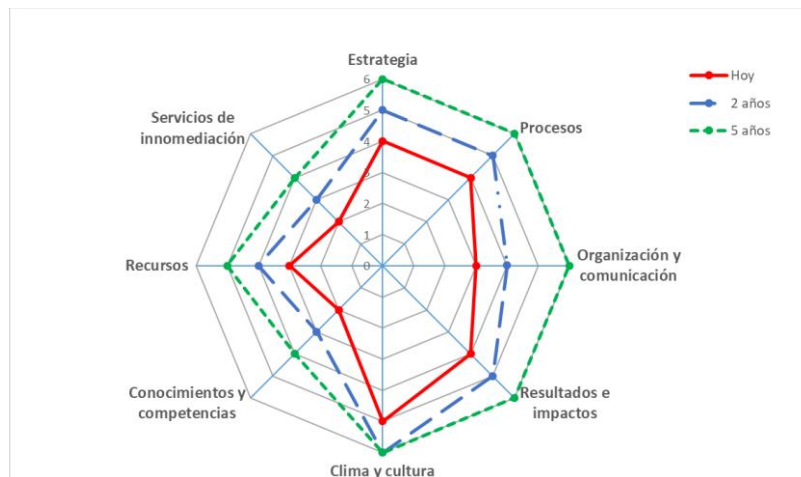 Estrategia
6
5
4
3
2
1
0
Hoy
2 años
5 años
Servicios de
innomediación
Procesos
Recursos
Organización y
comunicación
Conocimientos y
competencias
Resultados e
impactos
Clima y cultura